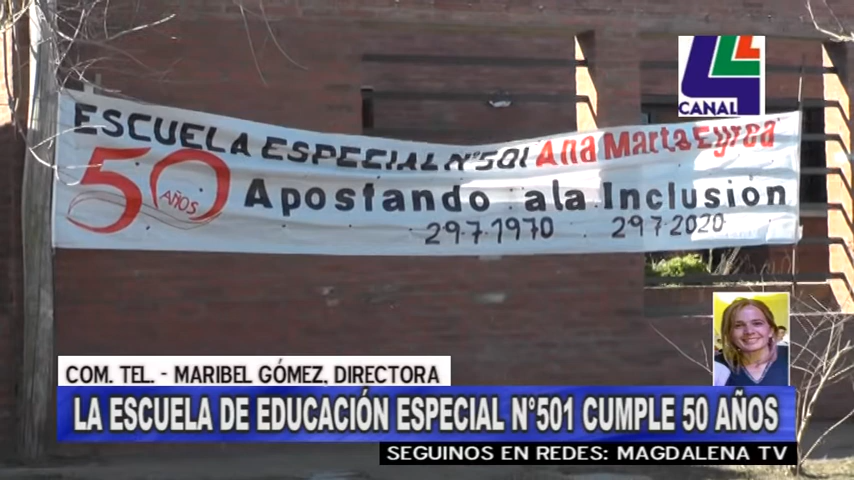 CANAL 4
ESCUELA ESPECIAL N°501 Ana Marta Eyrea
50 AÑOS
Apostando a la Inclusión
29.7.1970 29.7.2020
COM. TEL. - MARIBEL GÓMEZ, DIRECTORA
LA ESCUELA DE EDUCACIÓN ESPECIAL N°501 CUMPLE 50 AÑOS
SEGUINOS EN REDES: MAGDALENA TV